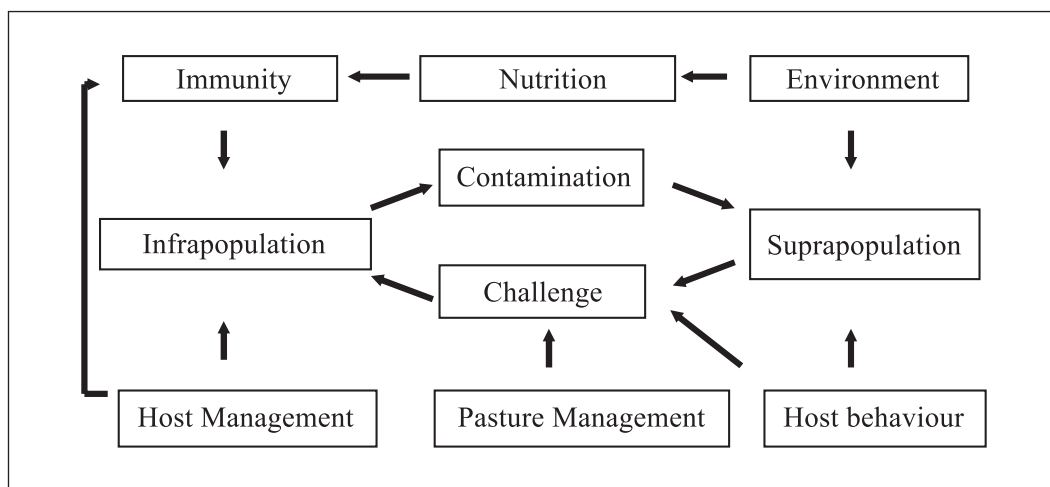 Immunity
Nutrition
Environment
Contamination
Infrapopulation
Suprapopulation
Challenge
Host Management
Pasture Management
Host behaviour